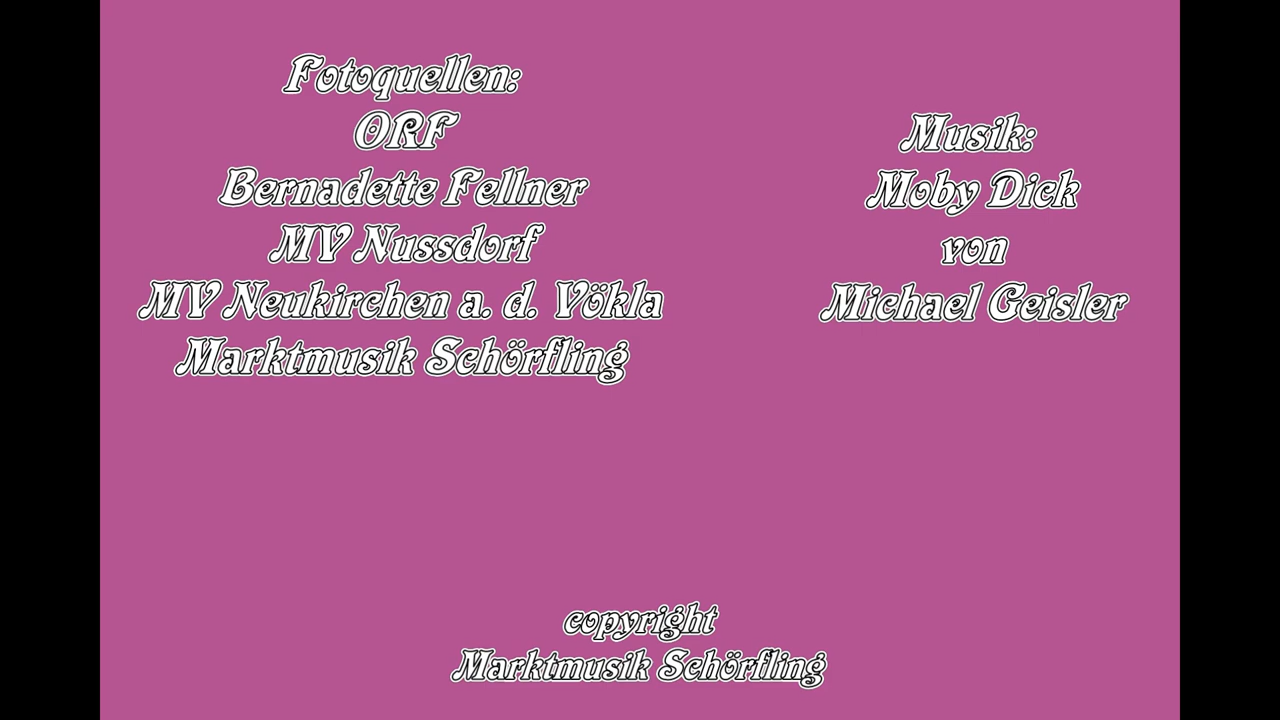 Fotoquellen:
ORF
Bernadette Fellner
MV Nussdorf
MV Neukirchen a. d. Vökla
Marktmusik Schörfling
Musik:
Moby Dick
von
Michael Geisler
copyright
Marktmusik Schörfling